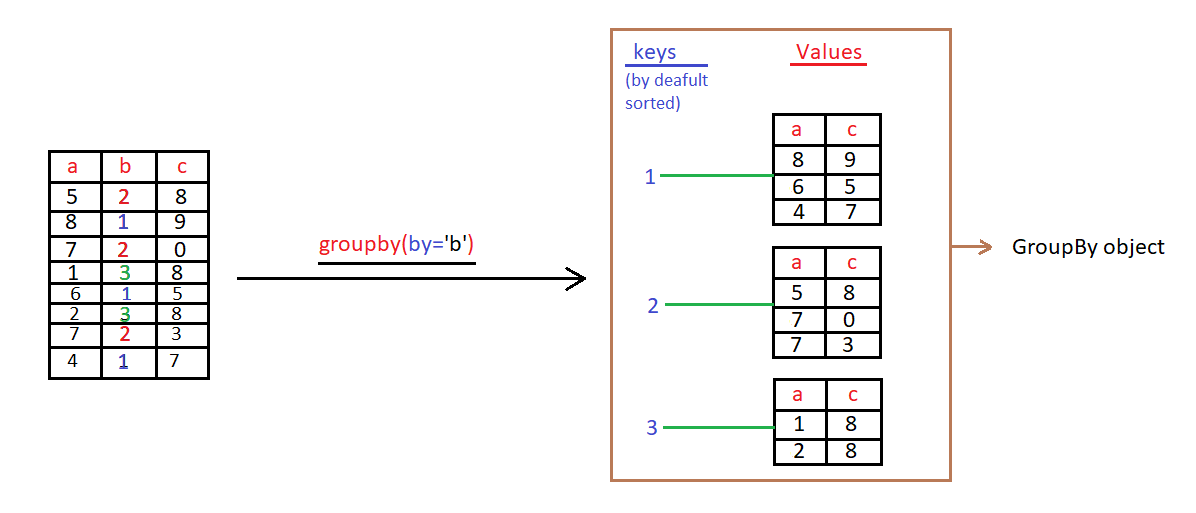 a b c
5 2 8
8 1 9
7 2 0
1 3 8
6 1 5
2 3 8
7 2 3
4 1 7
groupby(by='b')
keys Values
(by deafult
sorted)
1
a c
8 9
6 5
4 7
2
a c
5 8
7 0
7 3
3
a c
1 8
2 8
GroupBy object